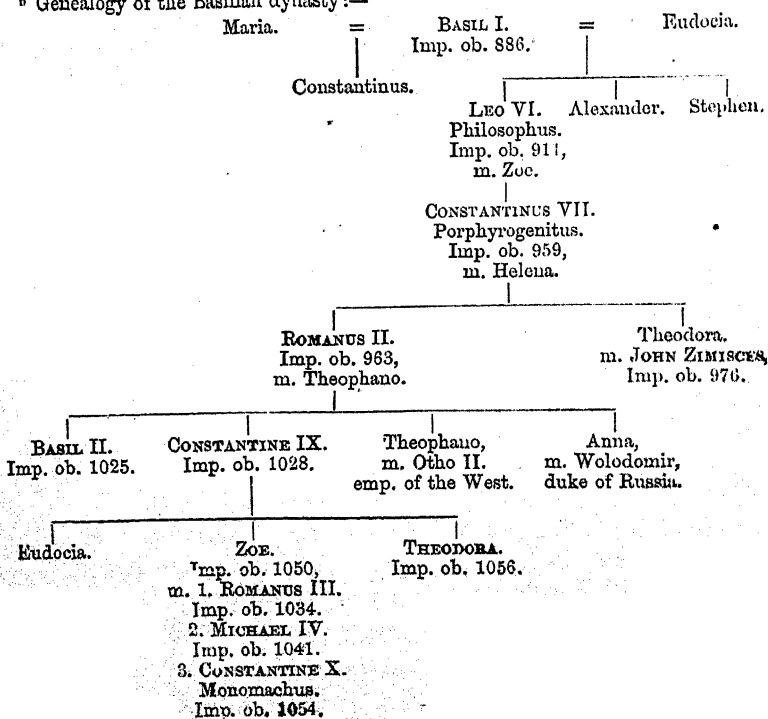 b Genealogy of the Basilian dynasty:—
Maria. = BASIL I. = Eudocia.
Imp. ob. 886.
Constantinus.
LEO VI. Alexander. Stephen.
Philosophus.
Imp. ob. 911,
m. Zoe.
CONSTANTINUS VII.
Porphyrogenitus.
Imp. ob. 959,
m. Helena.
ROMANUS II. Theodora.
Imp. ob. 963, m. JOHN ZIMISCES,
m. Theophano. Imp. ob. 976.
BASIL II. CONSTANTINE IX. Theophano, Anna,
Imp. ob. 1025. Imp. ob. 1028. m. Otho II. m. Wolodomir,
emp. of the West. duke of Russia.
Eudocia. ZOE. THEODORA.
Imp. ob. 1050, Imp. ob. 1056.
m. 1. ROMANUS III.
Imp. ob. 1034.
2. MICHAEL IV.
Imp. ob. 1041.
3. CONSTANTINE X.
Monomachus.
Imp. ob. 1054.